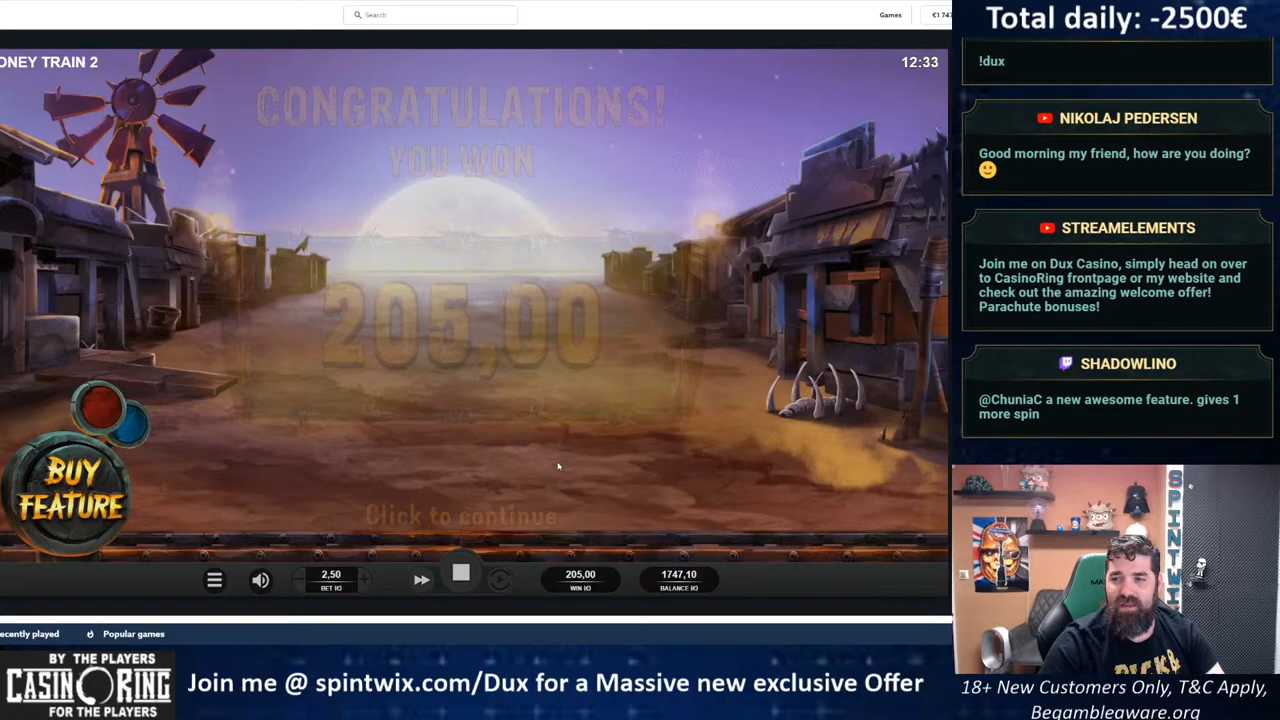 Search
Games
€1 747
ONEY TRAIN 2
12:33
CONGRATULATIONS!
YOU WON
205,00
Click to continue
BUY
FEATURE
2,50
BET (€)
205,00
WIN (€)
1747,10
BALANCE (€)
ecently played
Popular games
BY THE PLAYERS
CASINORING
FOR THE PLAYERS
Join me @ spintwix.com/Dux for a Massive new exclusive Offer
Total daily: -2500€
!dux
NIKOLAJ PEDERSEN
Good morning my friend, how are you doing?
STREAMELEMENTS
Join me on Dux Casino, simply head on over
to CasinoRing frontpage or my website and
check out the amazing welcome offer!
Parachute bonuses!
SHADOWLINO
@ChuniaC a new awesome feature. gives 1
more spin
SPINTWI
18+ New Customers Only, T&C Apply,
Begambleaware.org